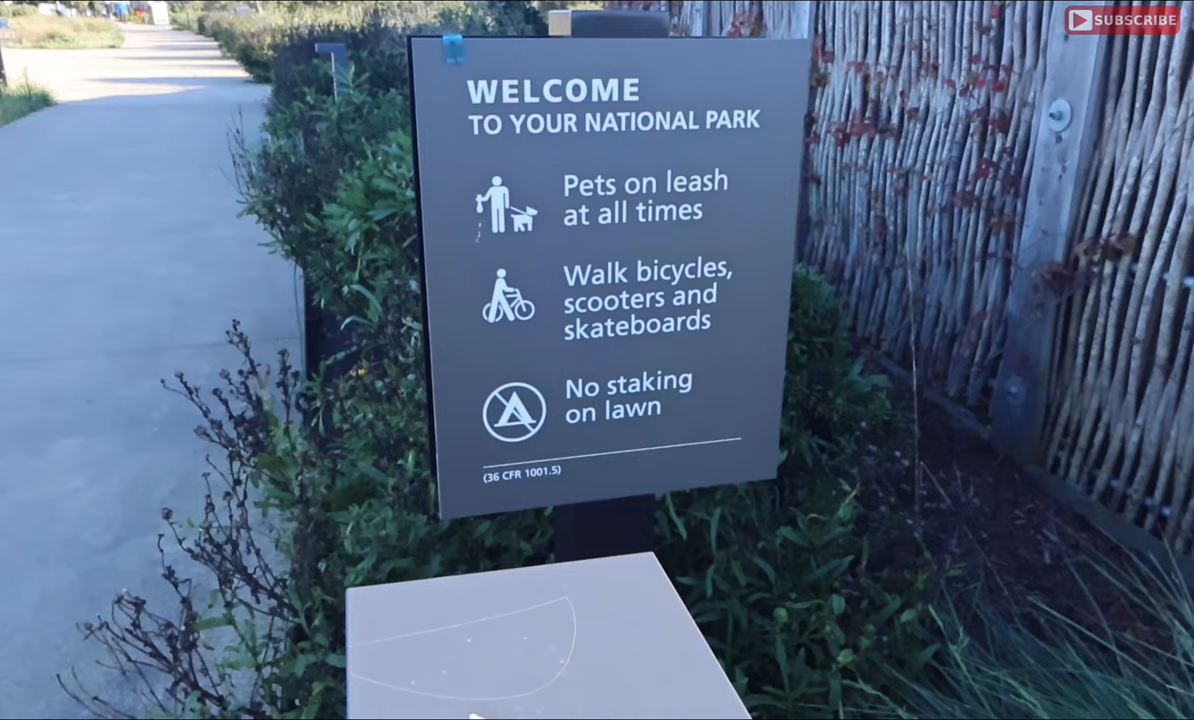 SUBSCRIBE
WELCOME
TO YOUR NATIONAL PARK
Pets on leash
at all times
Walk bicycles,
scooters and
skateboards
No staking
on lawn
(36 CFR 1001.5)